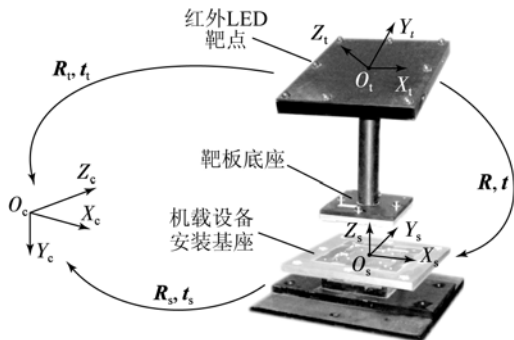 红外LED
靶点
Zt
Yt
Ot
Xt
Rt, tt
靶板底座
R, t
Zc
Oc
Xc
Yc
机载设备
安装基座
Zs
Ys
Os
Xs
Rs, ts